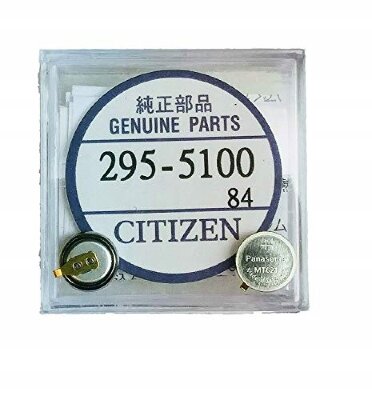 純正部品
GENUINE PARTS
295-5100
84
CITIZEN
Panasonic
MT621